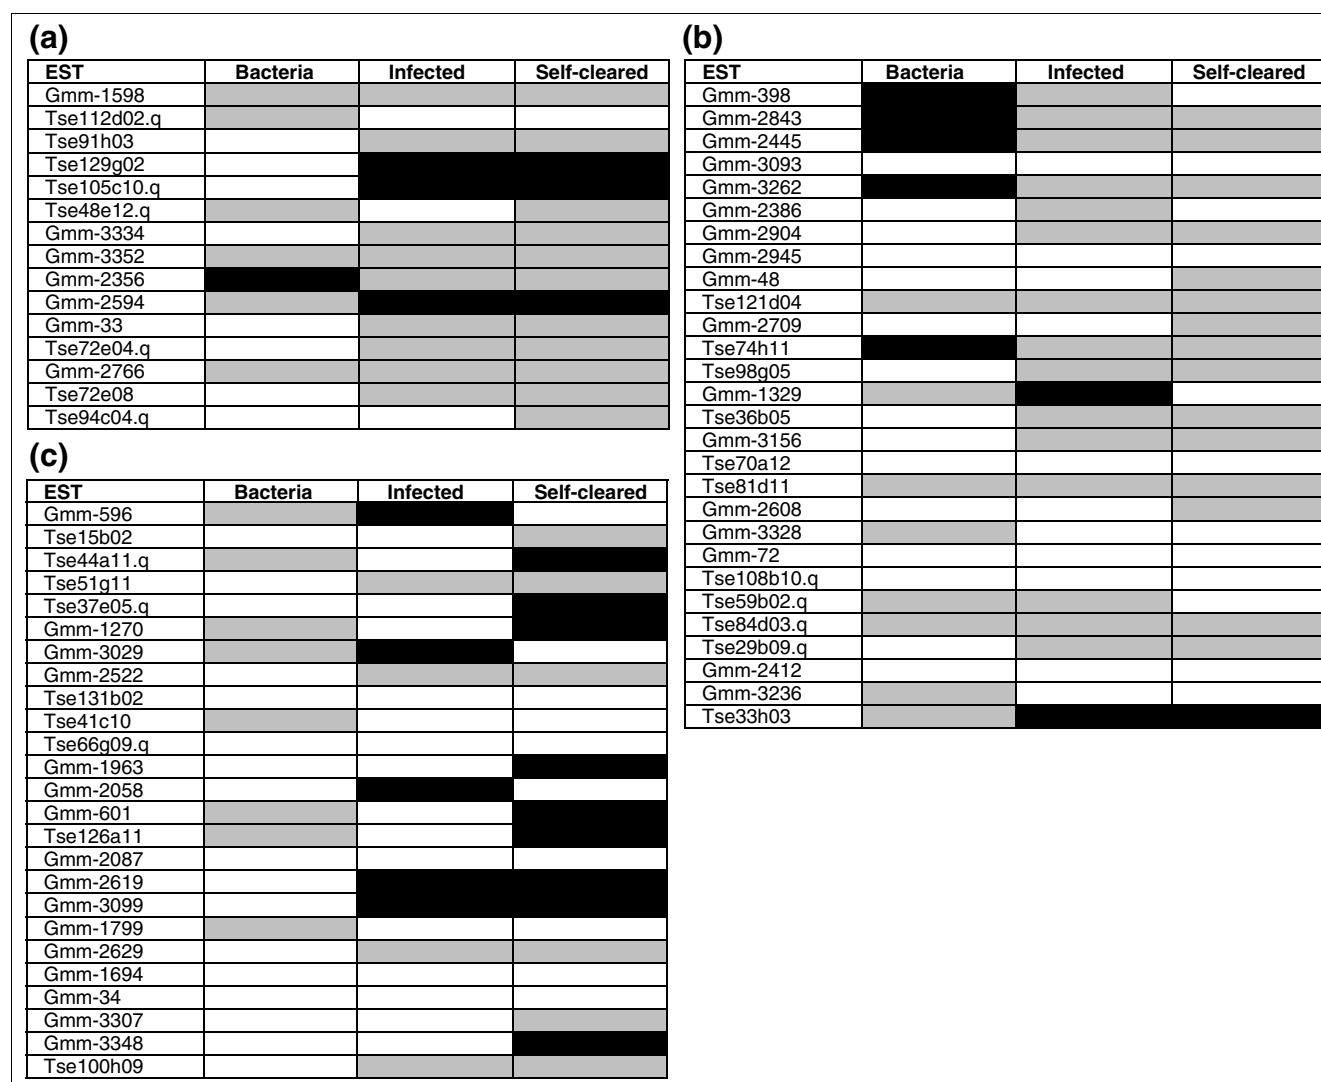 (a)
EST Bacteria Infected Self-cleared
Gmm-1598
Tse112d02.q
Tse91h03
Tse129g02
Tse105c10.q
Tse48e12.q
Gmm-3334
Gmm-3352
Gmm-2356
Gmm-2594
Gmm-33
Tse72e04.q
Gmm-2766
Tse72e08
Tse94c04.q
(b)
EST Bacteria Infected Self-cleared
Gmm-398
Gmm-2843
Gmm-2445
Gmm-3093
Gmm-3262
Gmm-2386
Gmm-2904
Gmm-2945
Gmm-48
Tse121d04
Gmm-2709
Tse74h11
Tse98g05
Gmm-1329
Tse36b05
Gmm-3156
Tse70a12
Tse81d11
Gmm-2608
Gmm-3328
Gmm-72
Tse108b10.q
Tse59b02.q
Tse84d03.q
Tse29b09.q
Gmm-2412
Gmm-3236
Tse33h03
(c)
EST Bacteria Infected Self-cleared
Gmm-596
Tse15b02
Tse44a11.q
Tse51g11
Tse37e05.q
Gmm-1270
Gmm-3029
Gmm-2522
Tse131b02
Tse41c10
Tse66g09.q
Gmm-1963
Gmm-2058
Gmm-601
Tse126a11
Gmm-2087
Gmm-2619
Gmm-3099
Gmm-1799
Gmm-2629
Gmm-1694
Gmm-34
Gmm-3307
Gmm-3348
Tse100h09